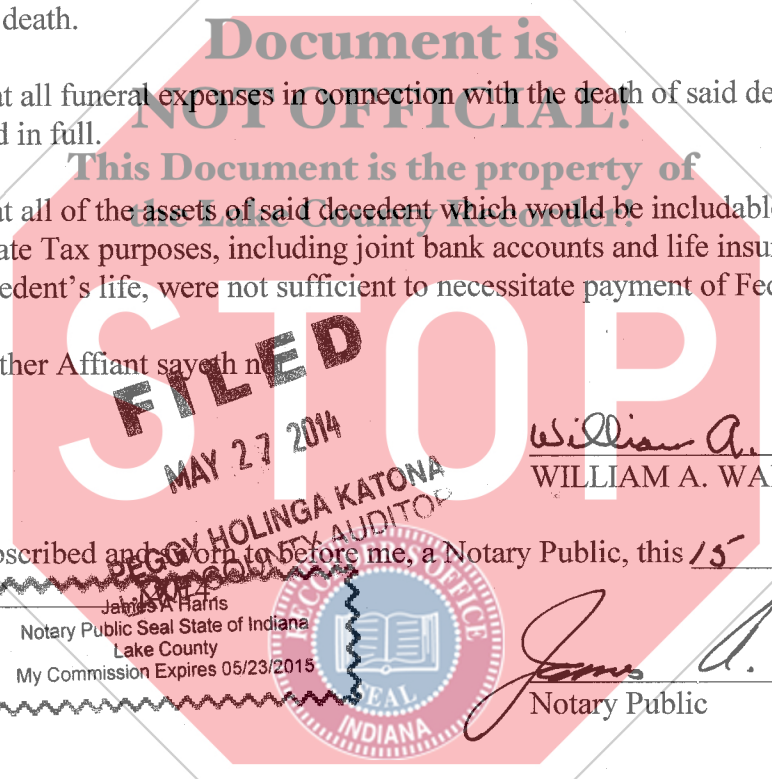 death.
Document is
at all funeral expenses in connection with the death of said de
NOT OFFICIAL!
d in full.
This Document is the property of
the Lake County Recorder!
at all of the assets of said decedent which would be includable
ate Tax purposes, including joint bank accounts and life insu
edent's life, were not sufficient to necessitate payment of Fed
STOP
ther Affiant sayeth n
FILED
MAY 27 2014
William A.
WILLIAM A. WA
PEGGY HOLINGA KATONA
COUNTY AUDITOR
bscribed and sworn to before me, a Notary Public, this 15
James A Harris
Notary Public Seal State of Indiana
Lake County
My Commission Expires 05/23/2015
RECORDER'S OFFICE
SEAL
INDIANA
James A.
Notary Public